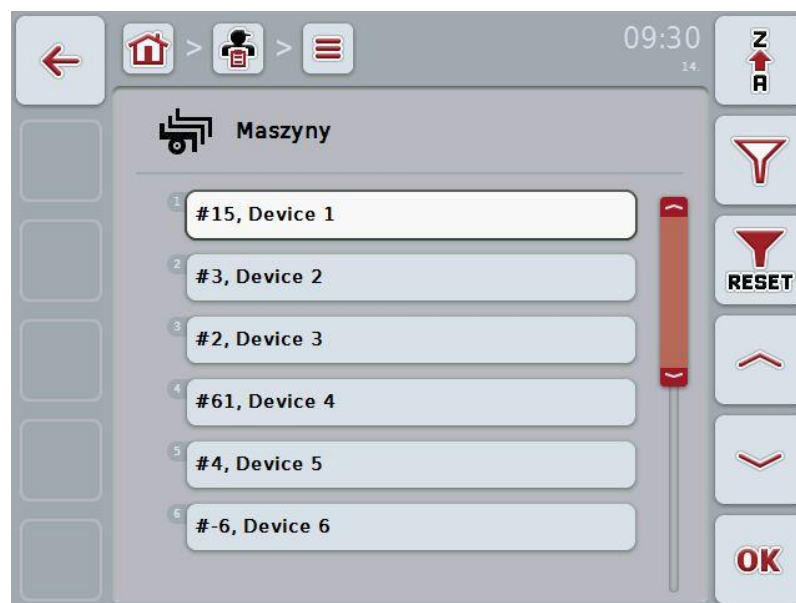 > >
09:30
14.
Z
A
Maszyny
1 #15, Device 1
2 #3, Device 2
RESET
3 #2, Device 3
4 #61, Device 4
5 #4, Device 5
6 #-6, Device 6
OK